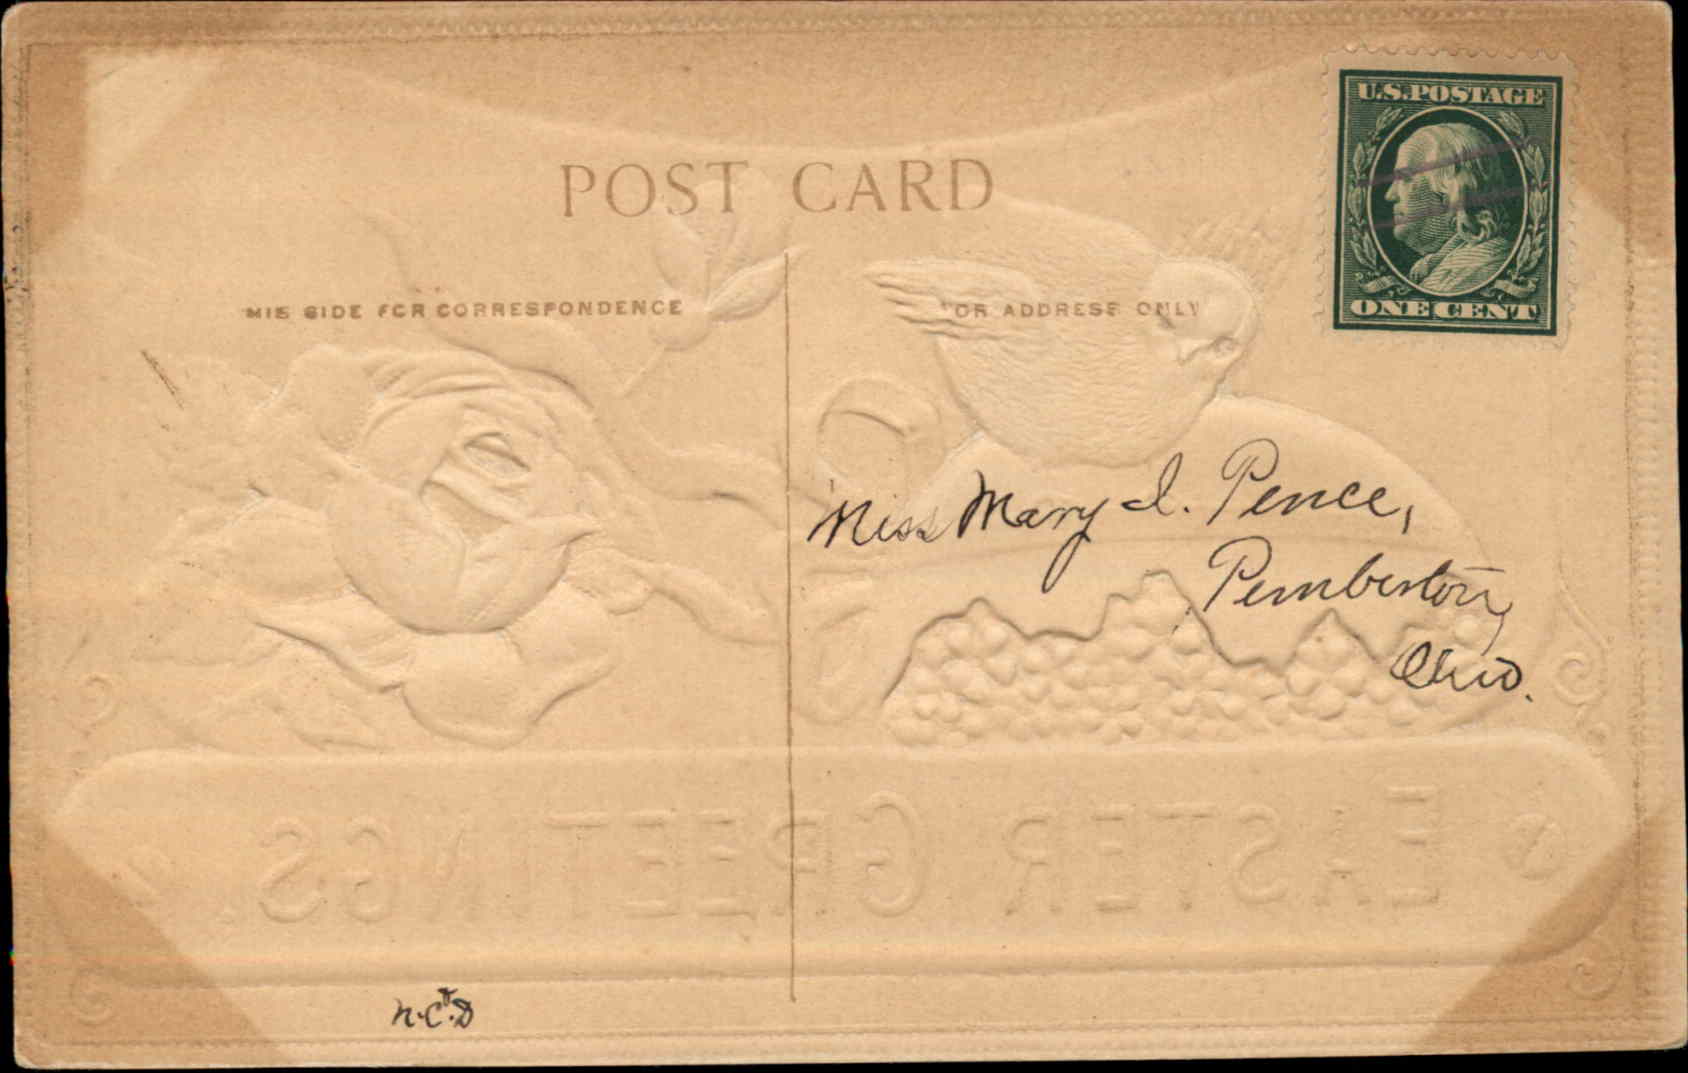 U.S.POSTAGE
ONE CENT
POST CARD
THIS SIDE FOR CORRESPONDENCE
FOR ADDRESS ONLY
Miss Mary I. Pence,
Pemberton,
Ohio.
EASTER GREETINGS.
N.C.D